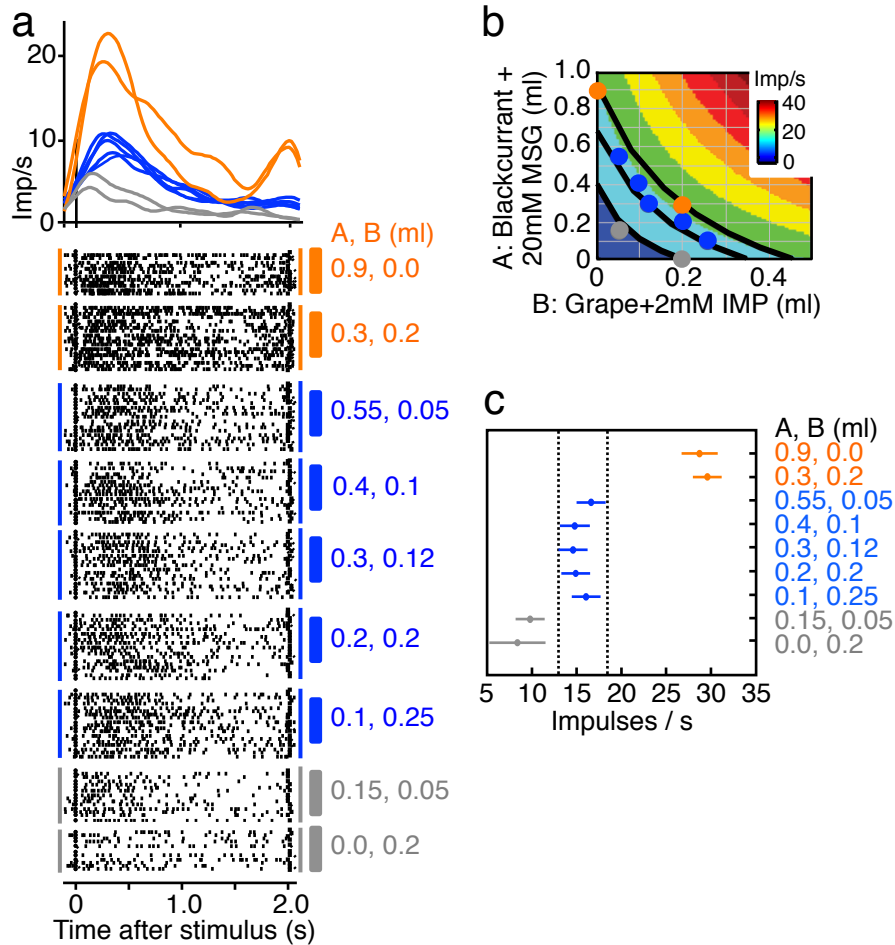 a
20
10
0
Imp/s
A, B (ml)
0.9, 0.0
0.3, 0.2
0.55, 0.05
0.4, 0.1
0.3, 0.12
0.2, 0.2
0.1, 0.25
0.15, 0.05
0.0, 0.2
0
1.0
2.0
Time after stimulus (s)
b
A: Blackcurrant +
20mM MSG (ml)
1.0
0.8
0.6
0.4
0.2
0
0
0.2
0.4
B: Grape+2mM IMP (ml)
Imp/s
40
20
0
c
A, B (ml)
0.9, 0.0
0.3, 0.2
0.55, 0.05
0.4, 0.1
0.3, 0.12
0.2, 0.2
0.1, 0.25
0.15, 0.05
0.0, 0.2
5 10 15 20 25 30 35
Impulses / s